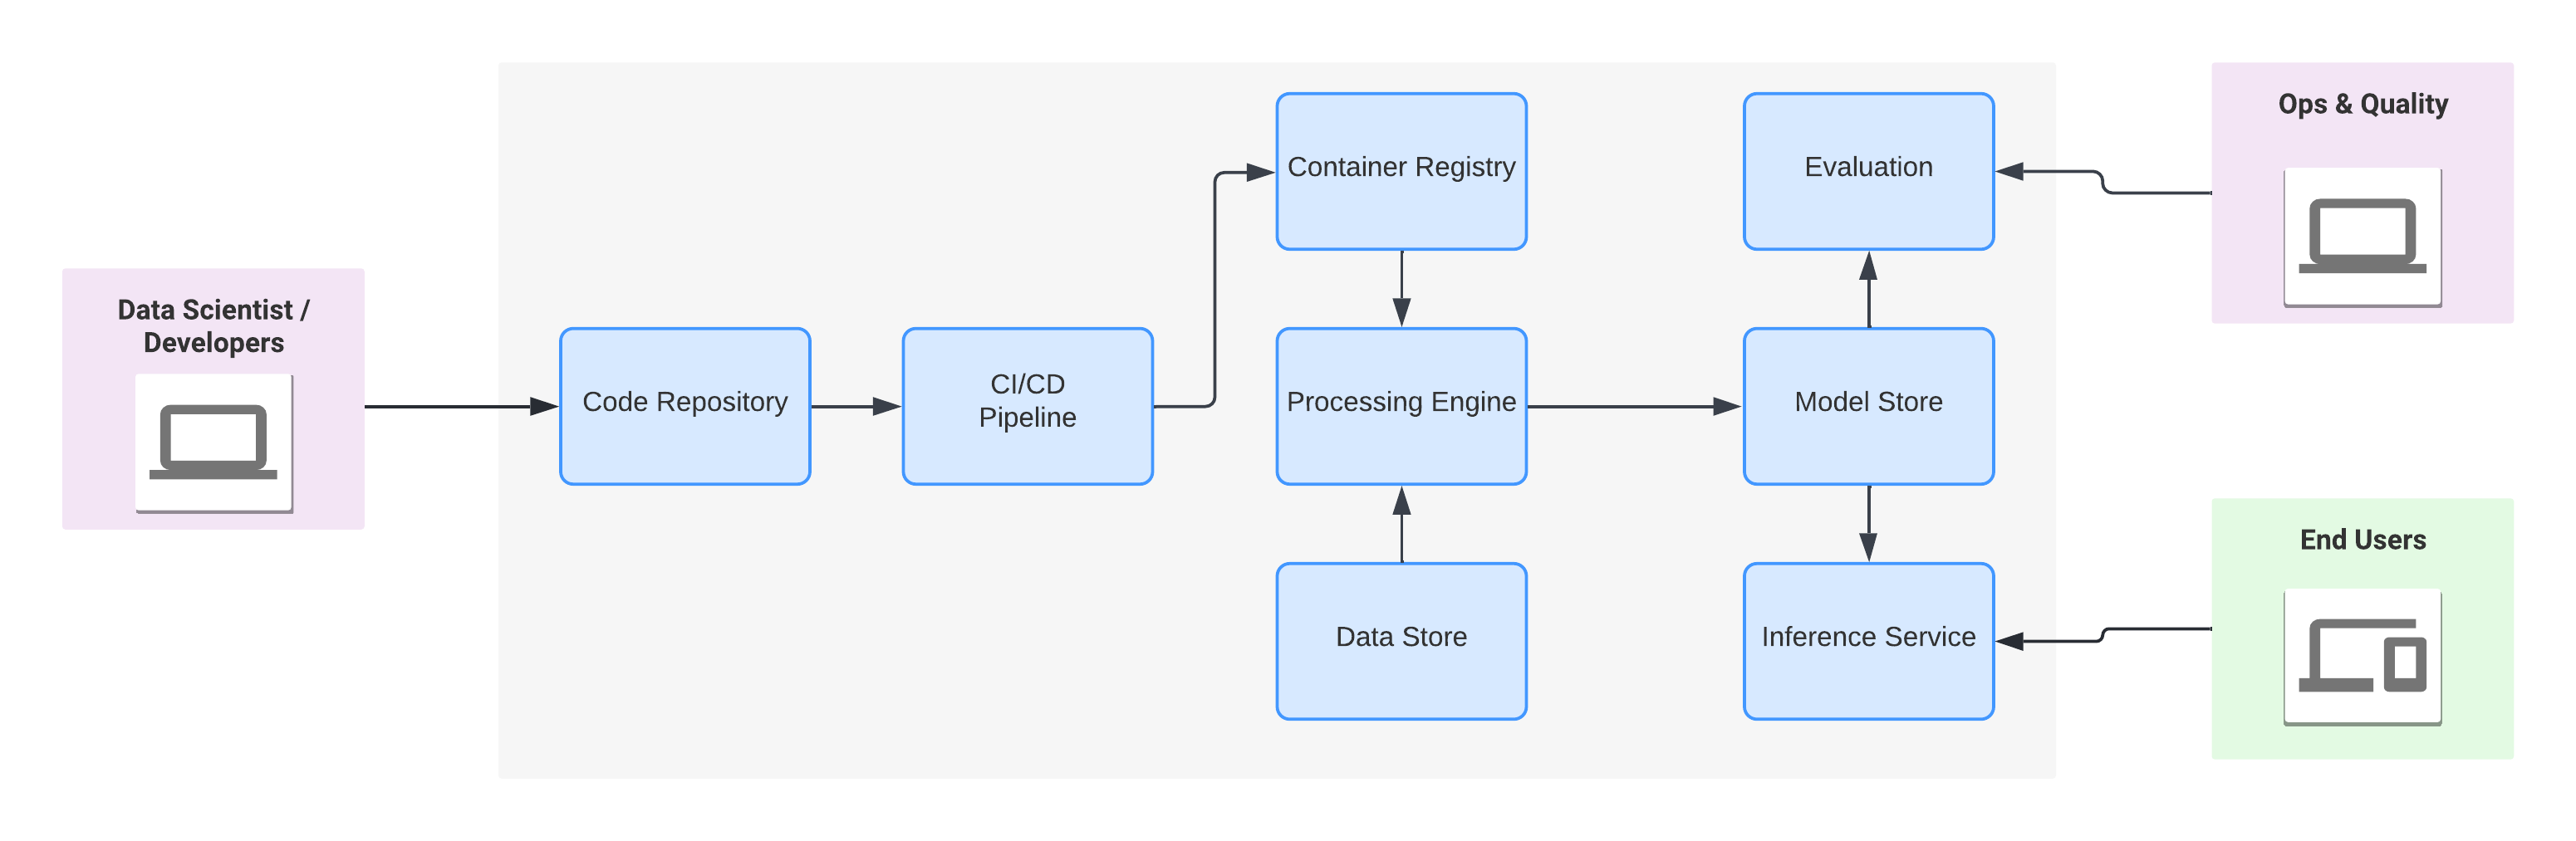 Data Scientist /
Developers
Code Repository
CI/CD
Pipeline
Container Registry
Processing Engine
Data Store
Evaluation
Model Store
Inference Service
Ops & Quality
End Users